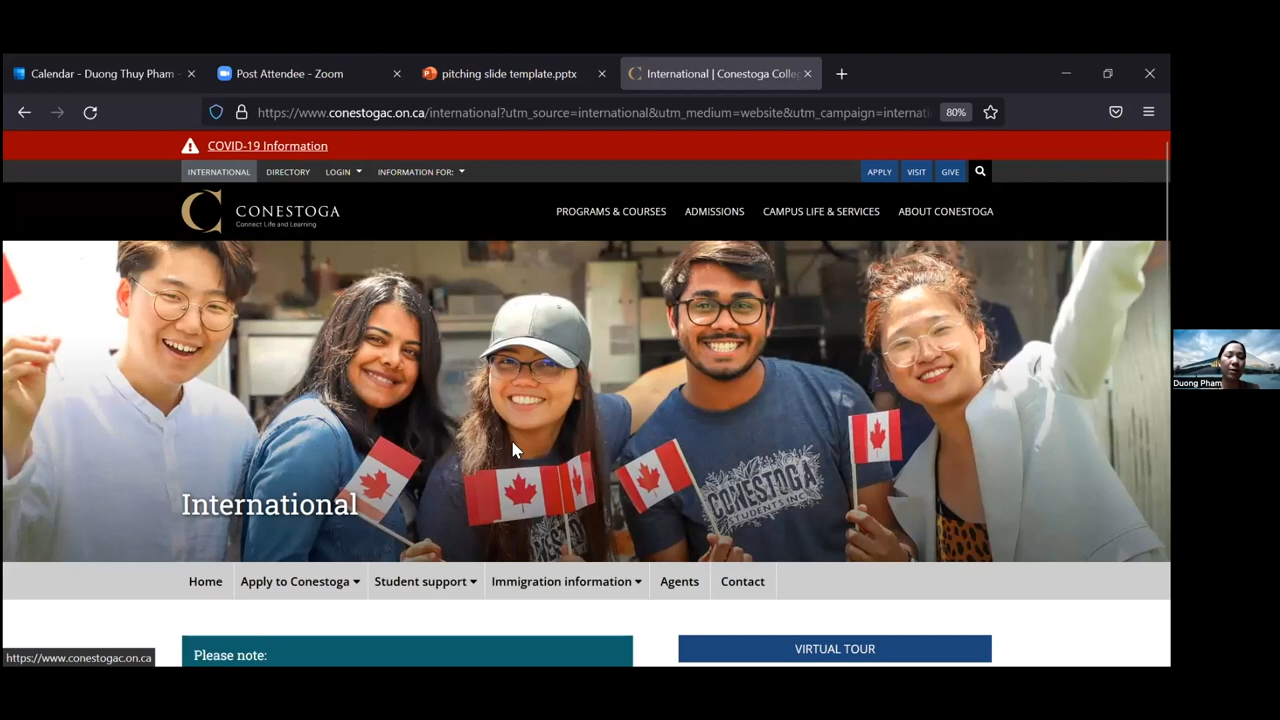 Calendar - Duong Thuy Pham -
Post Attendee - Zoom
pitching slide template.pptx
International | Conestoga Colleg
https://www.conestogac.on.ca/international?utm_source=international&utm_medium=website&utm_campaign=internati
80%
COVID-19 Information
INTERNATIONAL
DIRECTORY
LOGIN
INFORMATION FOR:
APPLY
VISIT
GIVE
CONESTOGA
Connect Life and Learning
PROGRAMS & COURSES
ADMISSIONS
CAMPUS LIFE & SERVICES
ABOUT CONESTOGA
CONESTOGA
STUDENTS INC
International
Duong Pham
Home
Apply to Conestoga
Student support
Immigration information
Agents
Contact
Please note:
VIRTUAL TOUR
https://www.conestogac.on.ca